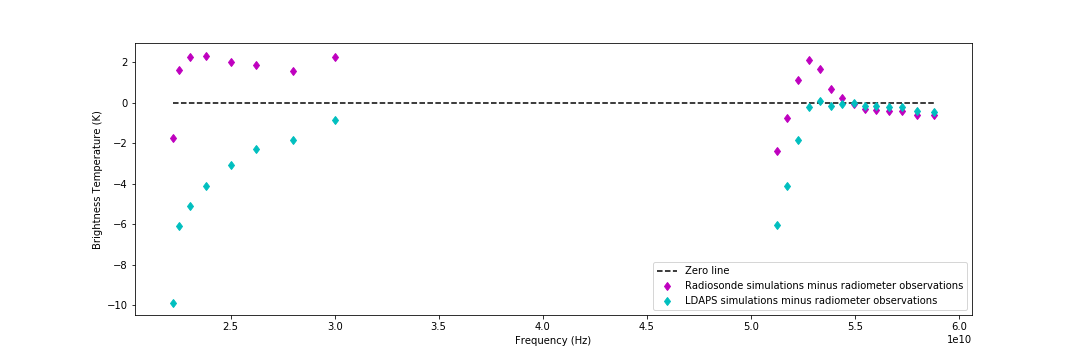 2
0
−2
−4
−6
−8
−10
Brightness Temperature (K)
2.5
3.0
3.5
4.0
4.5
5.0
5.5
6.0
1e10
Frequency (Hz)
Zero line
Radiosonde simulations minus radiometer observations
LDAPS simulations minus radiometer observations